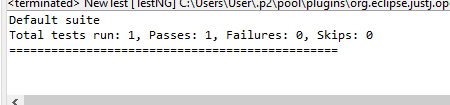 <terminated> NewTest [TestNG] C:\Users\User\.p2\pool\plugins\org.eclipse.justj.op
Default suite
Total tests run: 1, Passes: 1, Failures: 0, Skips: 0
===============================================